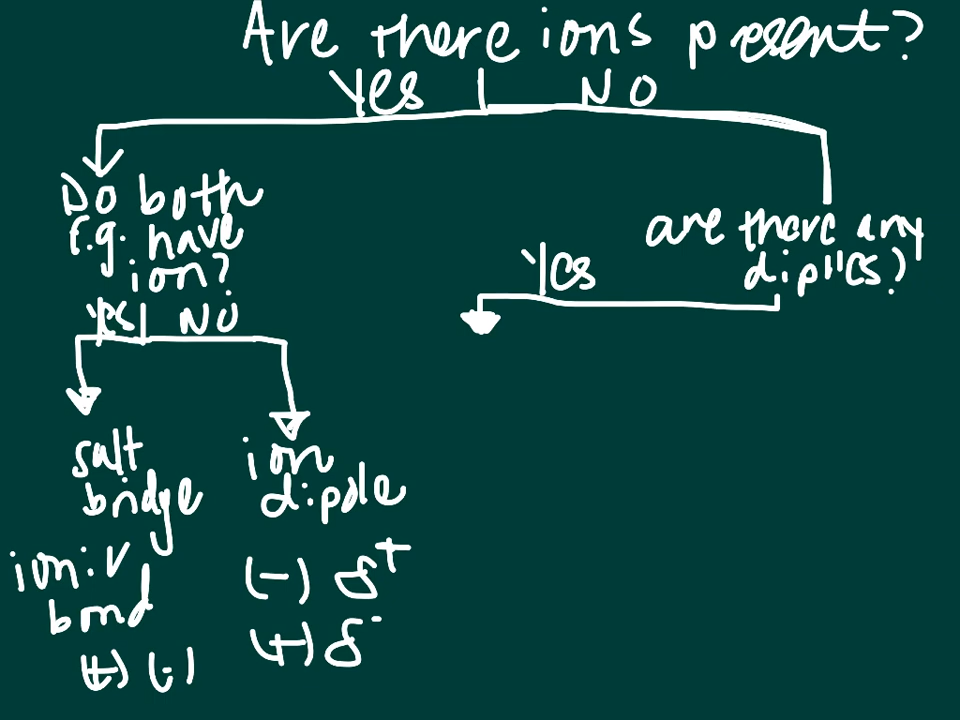 Are there ions present?
Yes NO
Do both
f.g. have
ion?
Yes NO
salt
bridge
ionic
bond
(+) (-)
ion
dipole
(-) δ+
(+) δ-
are there any
dipoles?
Yes